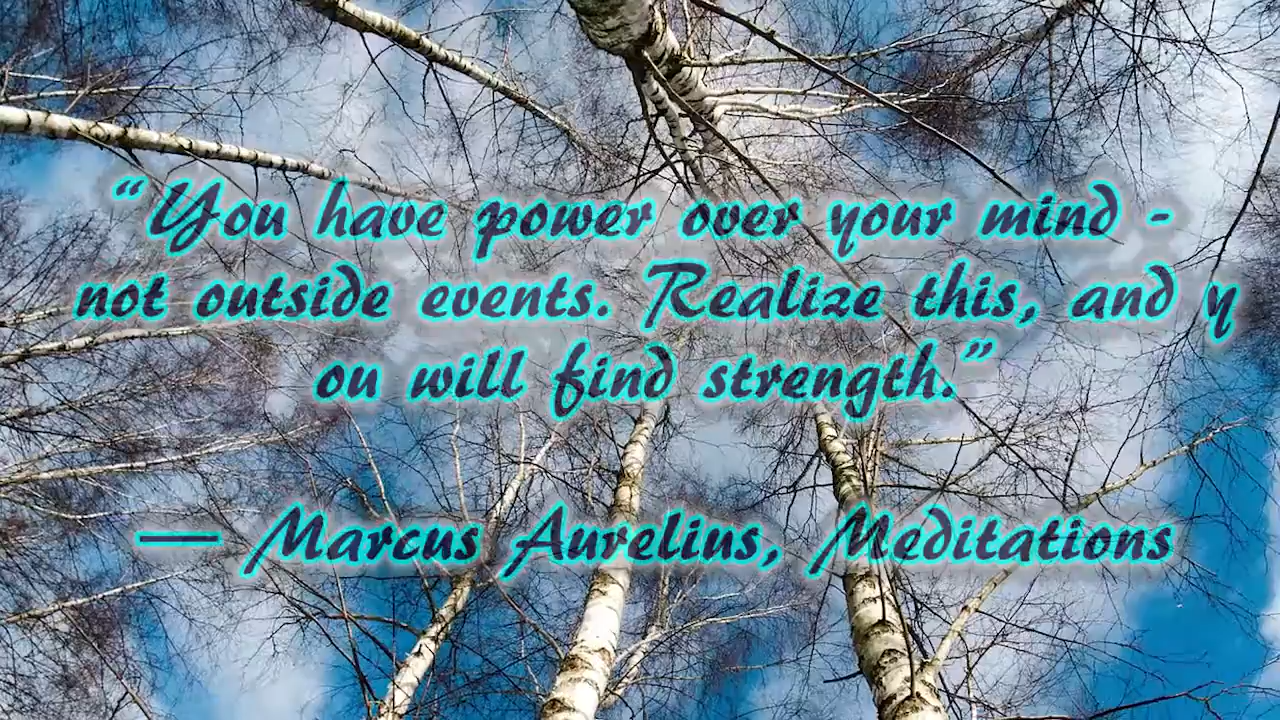 “You have power over your mind -
not outside events. Realize this, and y
ou will find strength.”
— Marcus Aurelius, Meditations